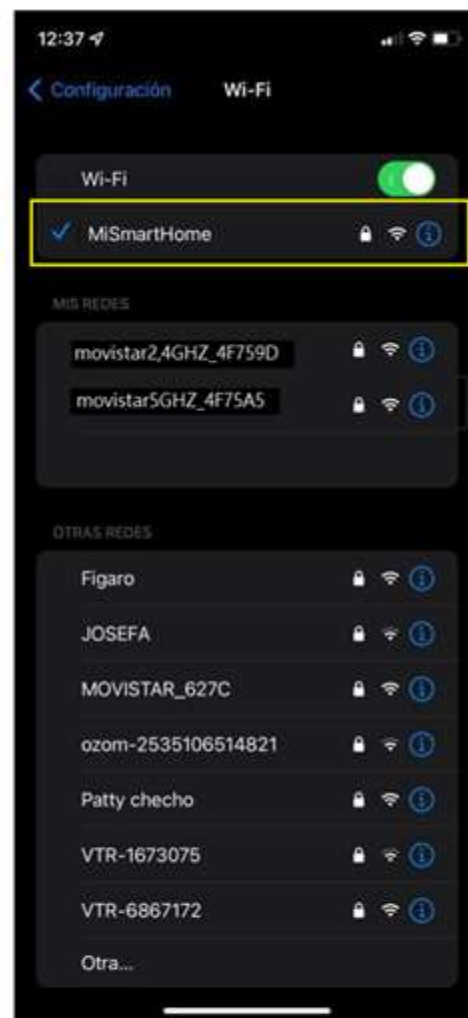 12:37
Configuración Wi-Fi
Wi-Fi
MiSmartHome
MIS REDES
movistar2,4GHZ_4F759D
movistar5GHZ_4F75A5
OTRAS REDES
Figaro
JOSEFA
MOVISTAR_627C
ozom-2535106514821
Patty checho
VTR-1673075
VTR-6867172
Otra...